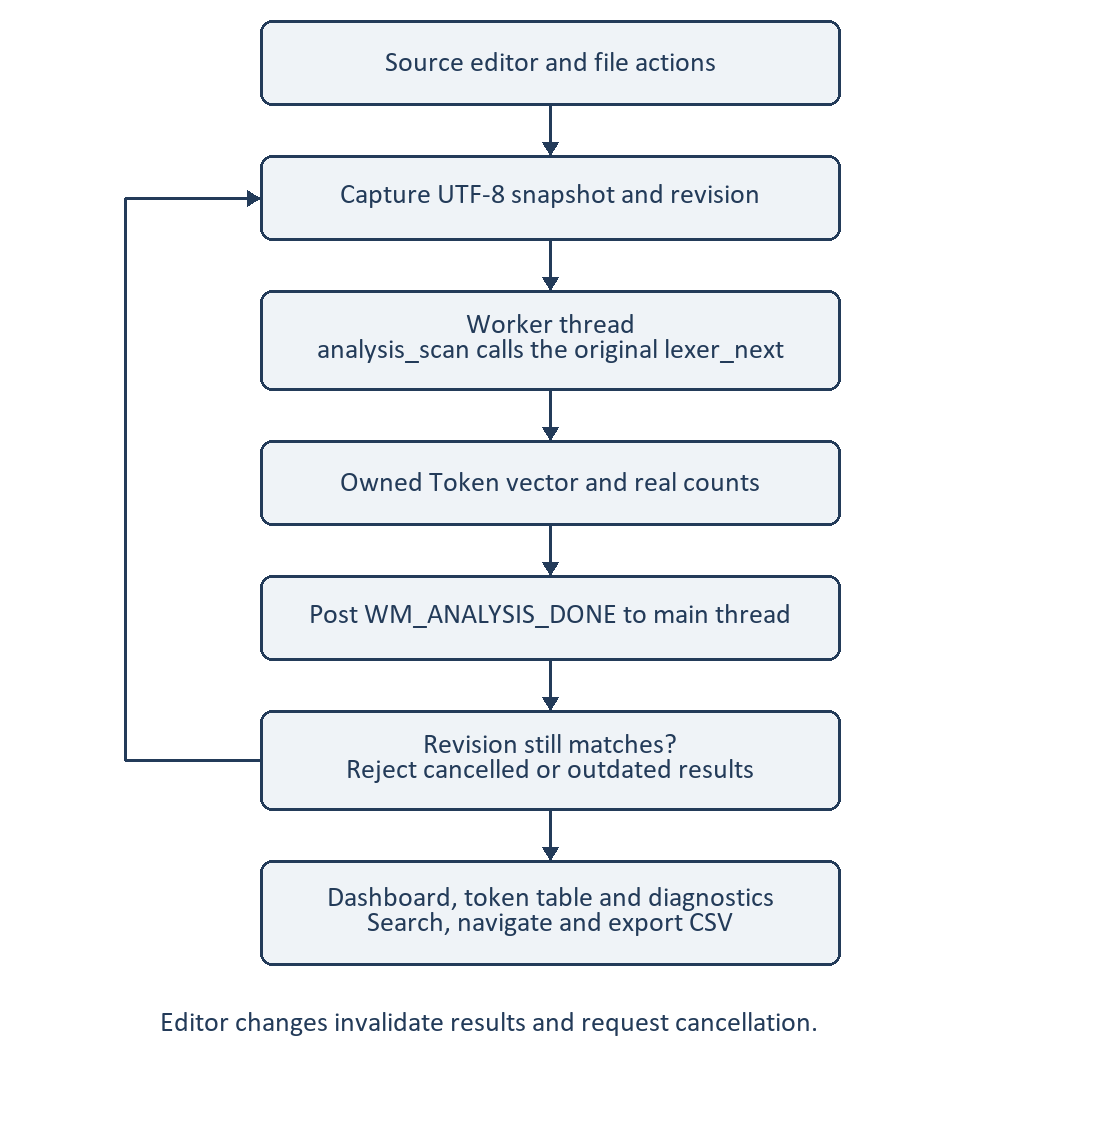 Source editor and file actions
Capture UTF-8 snapshot and revision
Worker thread
analysis_scan calls the original lexer_next
Owned Token vector and real counts
Post WM_ANALYSIS_DONE to main thread
Revision still matches?
Reject cancelled or outdated results
Dashboard, token table and diagnostics
Search, navigate and export CSV
Editor changes invalidate results and request cancellation.